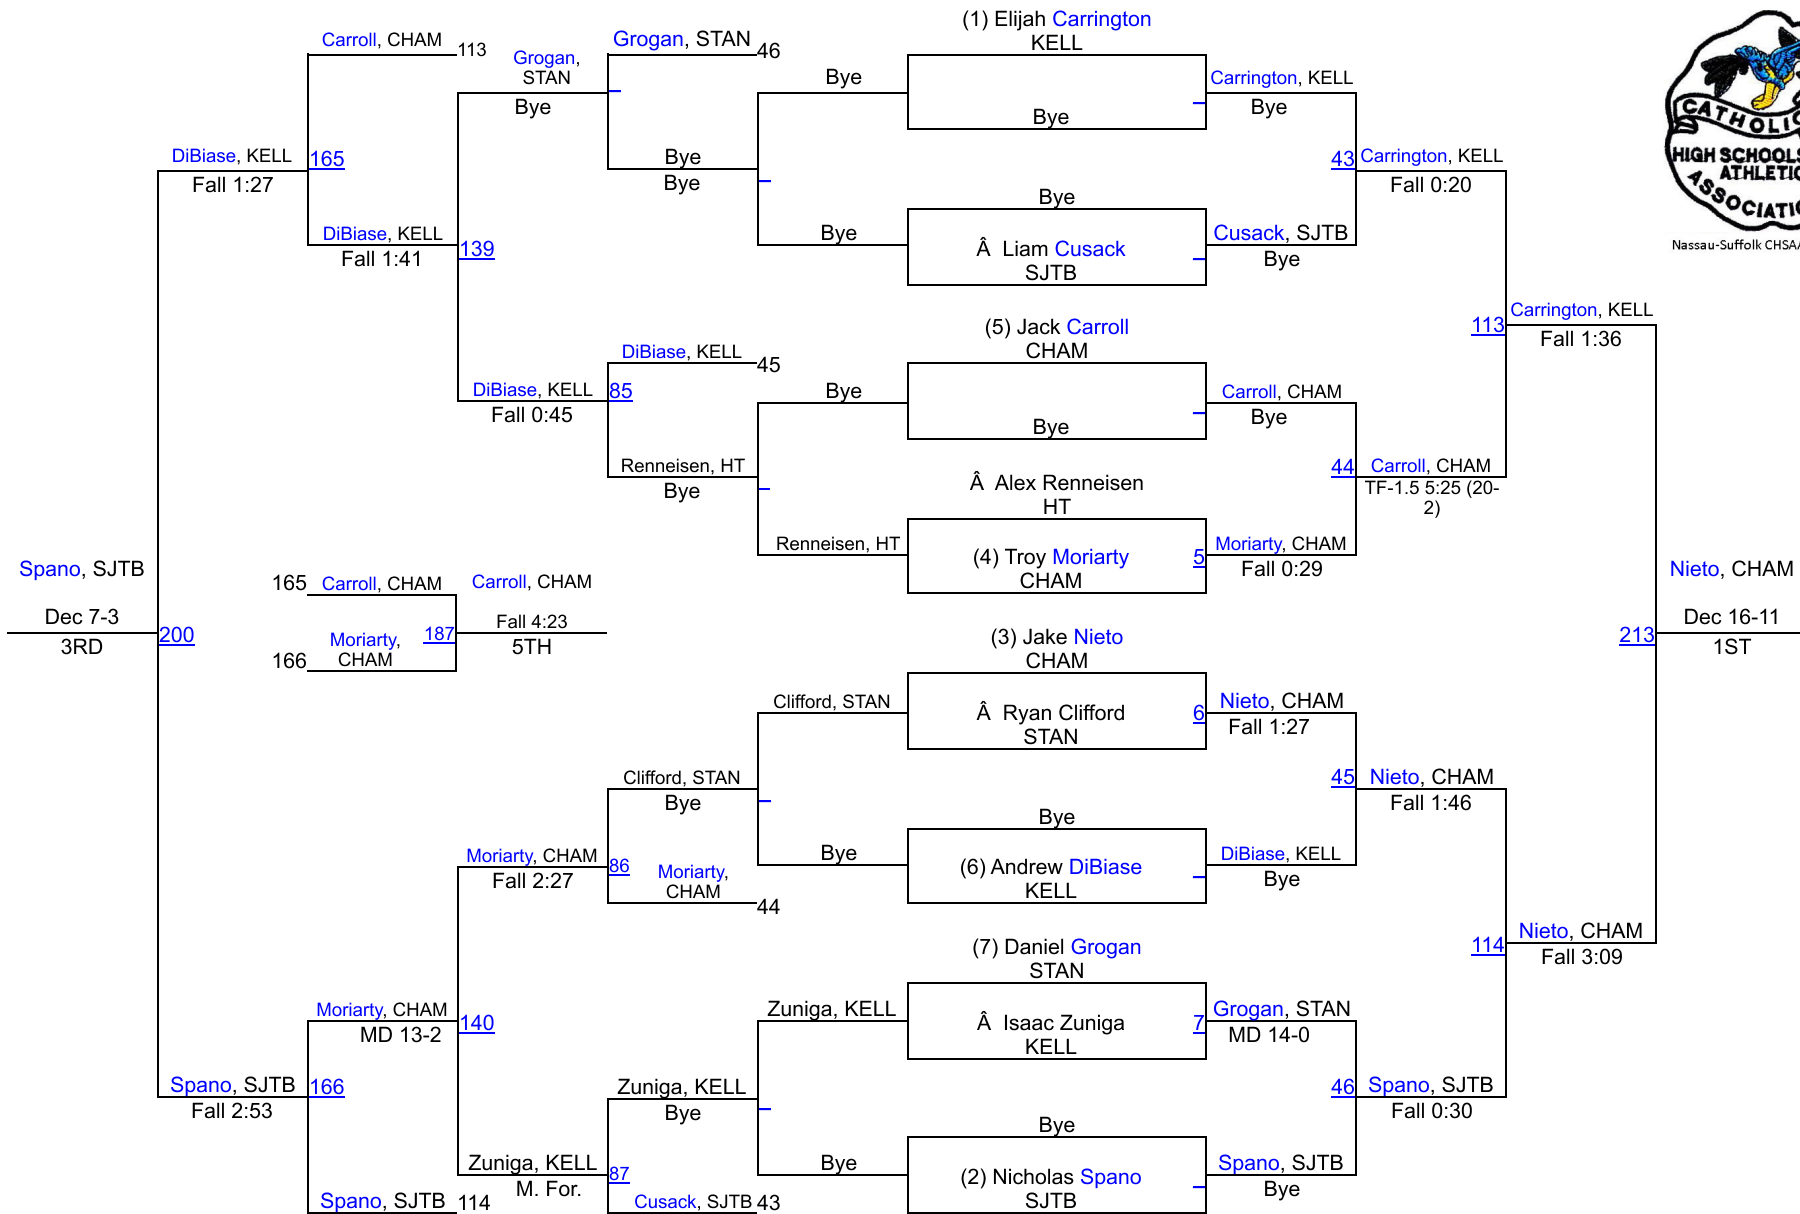 (1) Elijah Carrington
KELL
Carroll, CHAM 113
Grogan, STAN 46
Grogan,
STAN
Bye
Bye
Bye
Carrington, KELL
Bye
Bye
Bye
DiBiase, KELL 165
Fall 1:27
43 Carrington, KELL
Fall 0:20
CATHOLIC
HIGH SCHOOLS
ATHLETIC
ASSOCIATIO
Nassau-Suffolk CHSAA
Bye
DiBiase, KELL
Fall 1:41
139
Bye
Â Liam Cusack
SJTB
Cusack, SJTB
Bye
(5) Jack Carroll
CHAM
113 Carrington, KELL
Fall 1:36
DiBiase, KELL 45
DiBiase, KELL 85
Fall 0:45
Bye
Bye
Carroll, CHAM
Bye
Renneisen, HT
Bye
Â Alex Renneisen
HT
44 Carroll, CHAM
TF-1.5 5:25 (20-
2)
Renneisen, HT
(4) Troy Moriarty 5
CHAM
Moriarty, CHAM
Fall 0:29
Spano, SJTB
Dec 7-3
3RD
200
165 Carroll, CHAM
166 Moriarty,
CHAM
187
Carroll, CHAM
Fall 4:23
5TH
Nieto, CHAM
213 Dec 16-11
1ST
(3) Jake Nieto
CHAM
Clifford, STAN
Â Ryan Clifford 6
STAN
Nieto, CHAM
Fall 1:27
Clifford, STAN
Bye
45 Nieto, CHAM
Fall 1:46
Bye
Moriarty, CHAM 86
Fall 2:27
Moriarty,
CHAM
44
Bye
(6) Andrew DiBiase
KELL
DiBiase, KELL
Bye
(7) Daniel Grogan
STAN
114 Nieto, CHAM
Fall 3:09
Moriarty, CHAM 140
MD 13-2
Zuniga, KELL
Â Isaac Zuniga 7
KELL
Grogan, STAN
MD 14-0
Spano, SJTB 166
Fall 2:53
Zuniga, KELL
Bye
46 Spano, SJTB
Fall 0:30
Bye
Zuniga, KELL 87
M. For.
Bye
(2) Nicholas Spano
SJTB
Spano, SJTB
Bye
Spano, SJTB 114
Cusack, SJTB 43